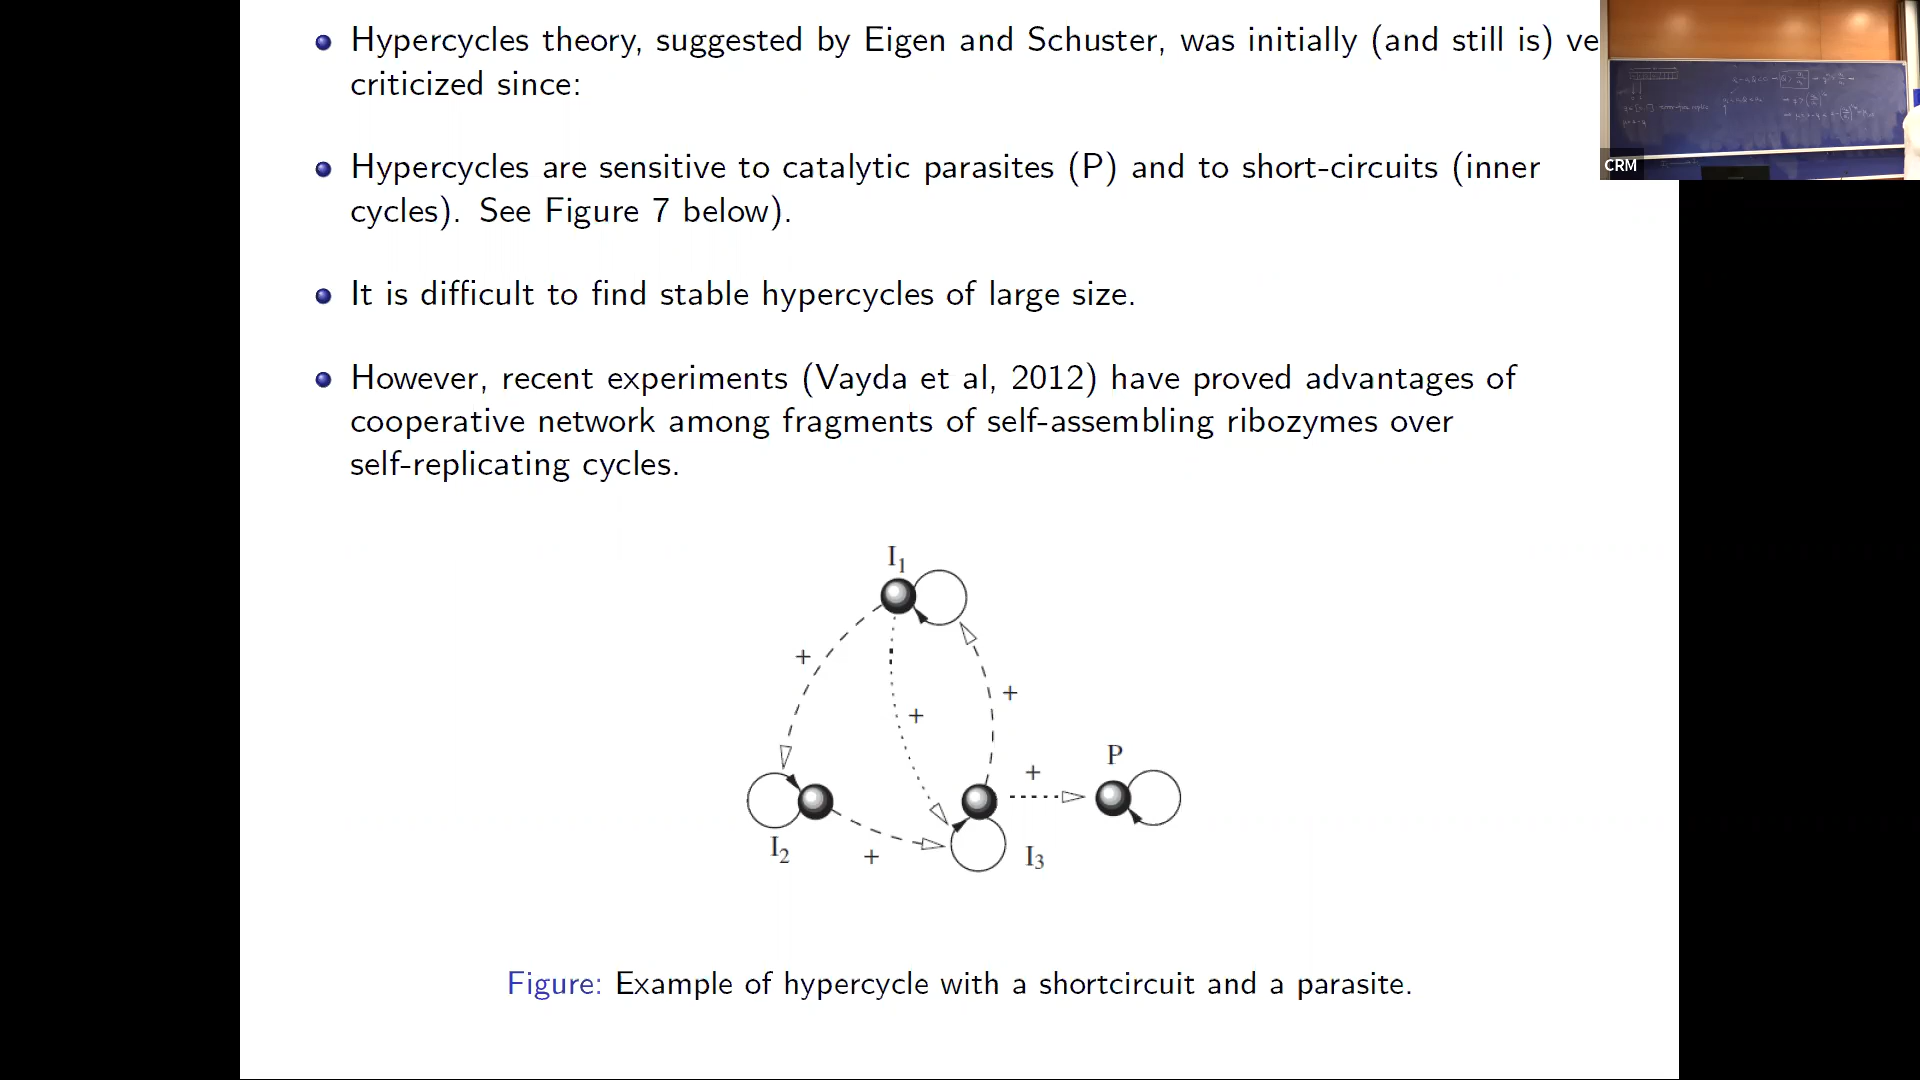 Hypercycles theory, suggested by Eigen and Schuster, was initially (and still is) ve
criticized since:
Hypercycles are sensitive to catalytic parasites (P) and to short-circuits (inner
cycles). See Figure 7 below).
It is difficult to find stable hypercycles of large size.
However, recent experiments (Vayda et al, 2012) have proved advantages of
cooperative network among fragments of self-assembling ribozymes over
self-replicating cycles.
I₁
+
+
+
P
+
I₂
+
I₃
Figure: Example of hypercycle with a shortcircuit and a parasite.
CRM